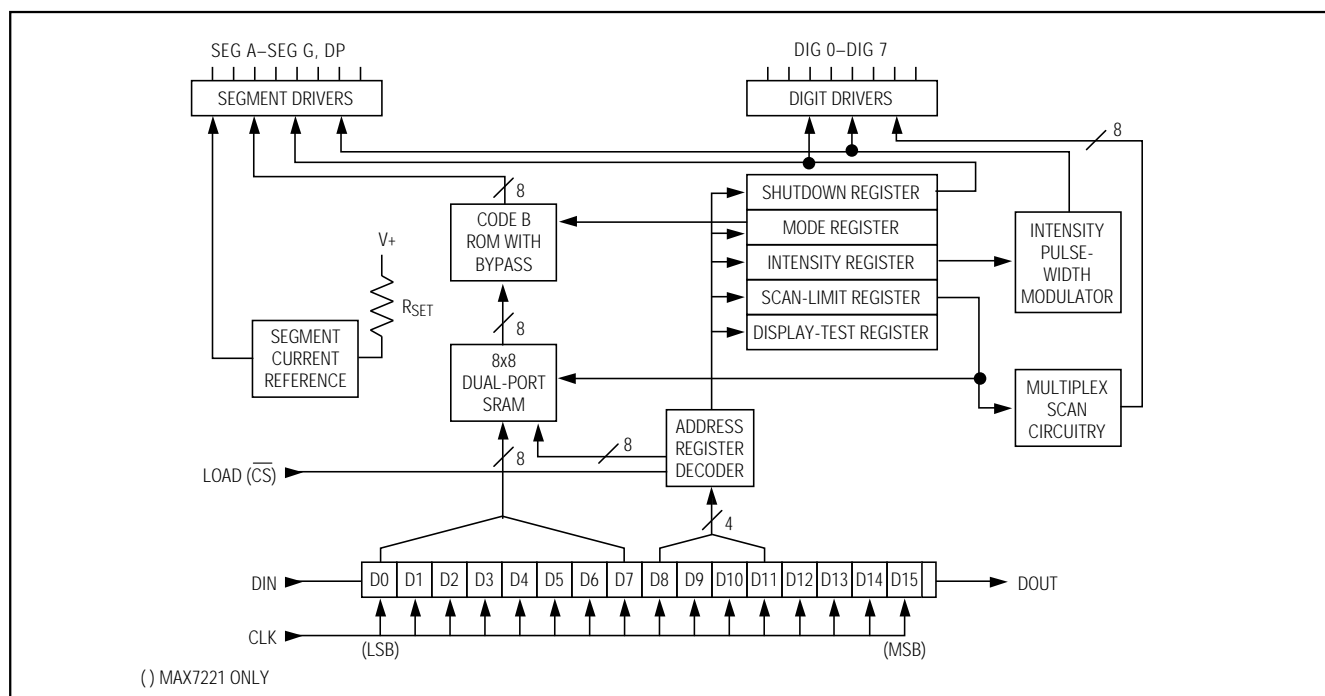 SEG A–SEG G, DP
DIG 0–DIG 7
SEGMENT DRIVERS
DIGIT DRIVERS
8
8
SHUTDOWN REGISTER
MODE REGISTER
INTENSITY REGISTER
SCAN-LIMIT REGISTER
DISPLAY-TEST REGISTER
CODE B
ROM WITH
BYPASS
INTENSITY
PULSE-
WIDTH
MODULATOR
V+
RSET
8
SEGMENT
CURRENT
REFERENCE
8x8
DUAL-PORT
SRAM
MULTIPLEX
SCAN
CIRCUITRY
ADDRESS
REGISTER
DECODER
8
8
LOAD (CS)
4
DIN
D0 D1 D2 D3 D4 D5 D6 D7 D8 D9 D10 D11 D12 D13 D14 D15
DOUT
CLK
(LSB)
(MSB)
( ) MAX7221 ONLY